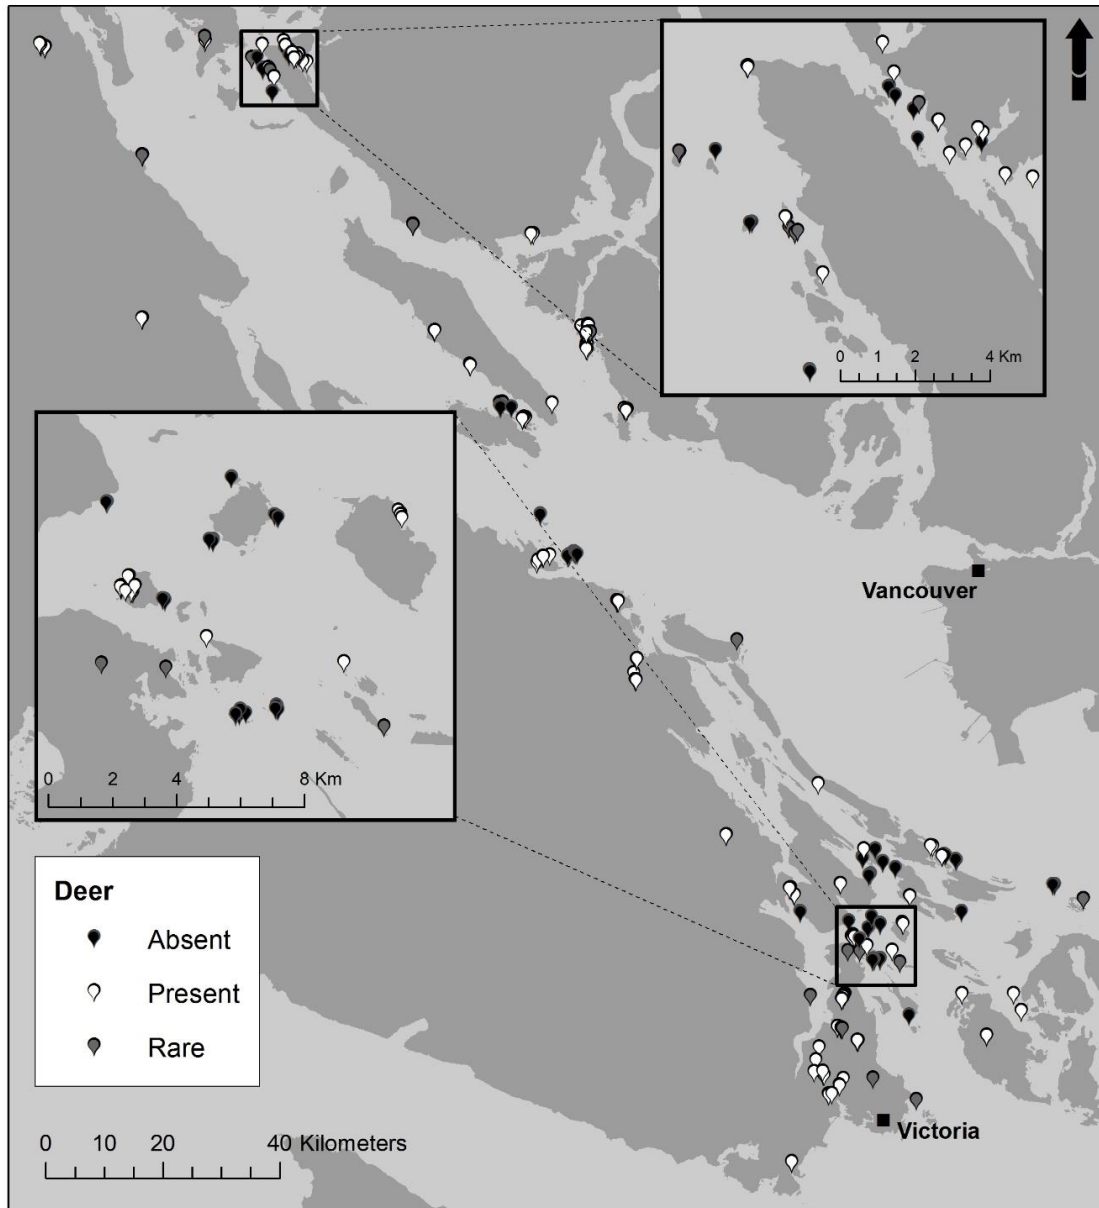 0 1 2 4 Km
Vancouver
0 2 4 8 Km
Deer
Absent
Present
Rare
0 10 20 40 Kilometers
Victoria